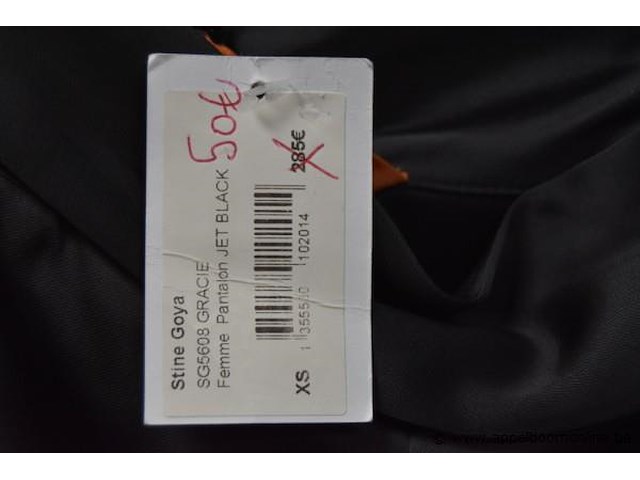 Stine Goya
SG5608 GRACIE
Femme Pantalon JET BLACK
50€
XS
285€
102014